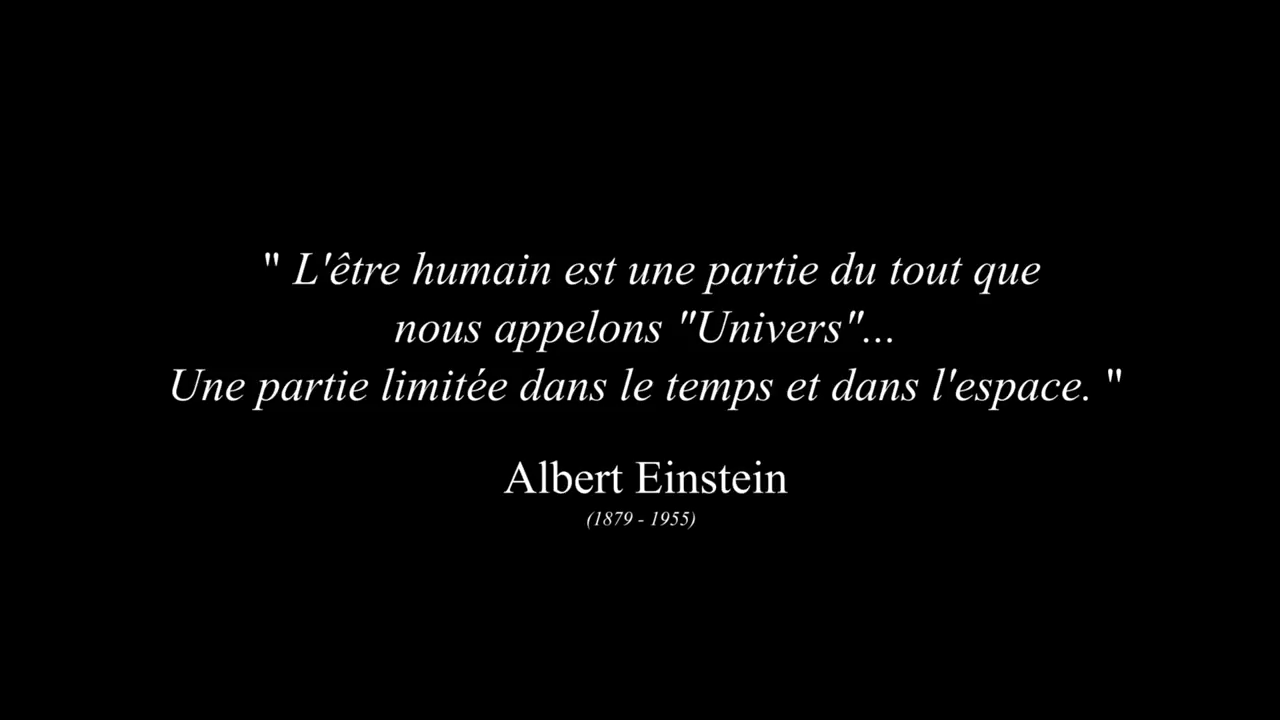 " L'être humain est une partie du tout que
nous appelons "Univers"...
Une partie limitée dans le temps et dans l'espace. "
Albert Einstein
(1879 - 1955)